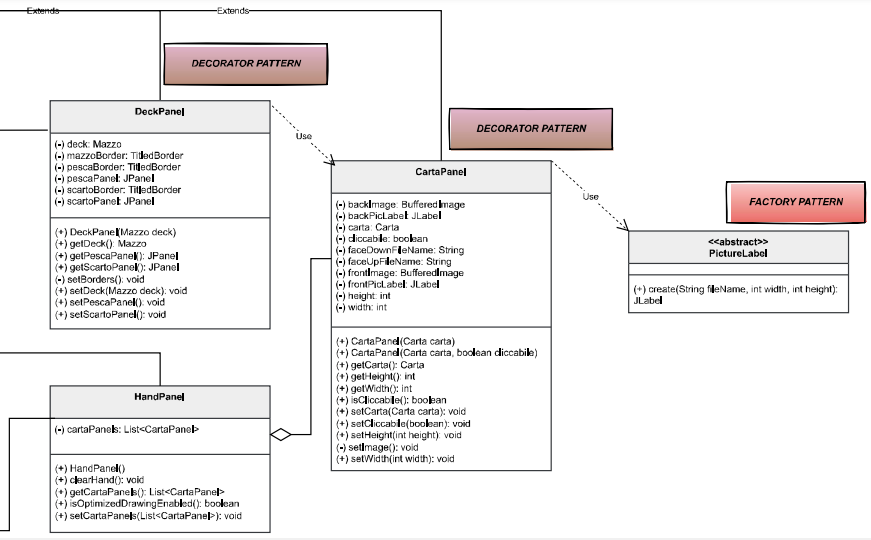 Extends
Extends
DECORATOR PATTERN
DeckPanel
(-) deck: Mazzo
(-) mazzoBorder: TitledBorder
(-) pescaBorder: TitledBorder
(-) pescaPanel: JPanel
(-) scartoBorder: TitledBorder
(-) scartoPanel: JPanel
(+) DeckPanel(Mazzo deck)
(+) getDeck(): Mazzo
(+) getPescaPanel(): JPanel
(+) getScartoPanel(): JPanel
(-) setBorders(): void
(+) setDeck(Mazzo deck): void
(+) setPescaPanel(): void
(+) setScartoPanel(): void
Use
DECORATOR PATTERN
CartaPanel
(-) backImage: BufferedImage
(-) backPicLabel: JLabel
(-) carta: Carta
(-) cliccabile: boolean
(-) faceDownFileName: String
(-) faceUpFileName: String
(-) frontImage: BufferedImage
(-) frontPicLabel: JLabel
(-) height: int
(-) width: int
(+) CartaPanel(Carta carta)
(+) CartaPanel(Carta carta, boolean cliccabile)
(+) getCarta(): Carta
(+) getHeight(): int
(+) getWidth(): int
(+) isCliccabile(): boolean
(+) setCarta(Carta carta): void
(+) setCliccabile(boolean): void
(+) setHeight(int height): void
(-) setImage(): void
(+) setWidth(int width): void
Use
FACTORY PATTERN
<<abstract>>
PictureLabel
(+) create(String fileName, int width, int height):
JLabel
HandPanel
(-) cartaPanels: List<CartaPanel>
(+) HandPanel()
(+) clearHand(): void
(+) getCartaPanels(): List<CartaPanel>
(+) isOptimizedDrawingEnabled(): boolean
(+) setCartaPanels(List<CartaPanel>): void